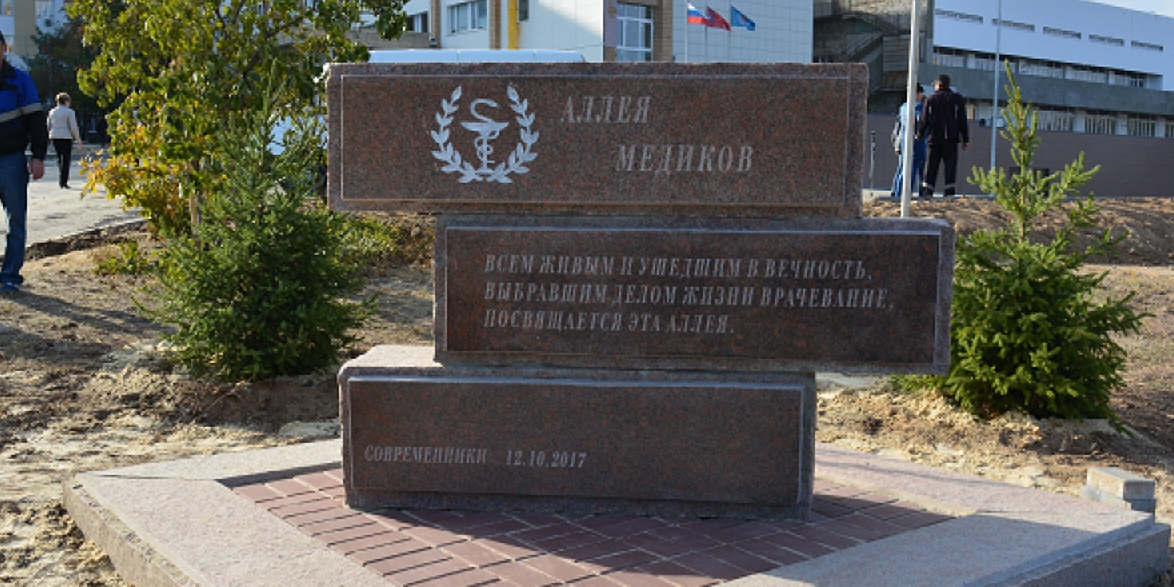 АЛЛЕЯ
МЕДИКОВ
ВСЕМ ЖИВЫМ И УШЕДШИМ В ВЕЧНОСТЬ,
ВЫБРАВШИМ ДЕЛОМ ЖИЗНИ ВРАЧЕВАНИЕ,
ПОСВЯЩАЕТСЯ ЭТА АЛЛЕЯ.
СОВРЕМЕННИКИ 12.10.2017